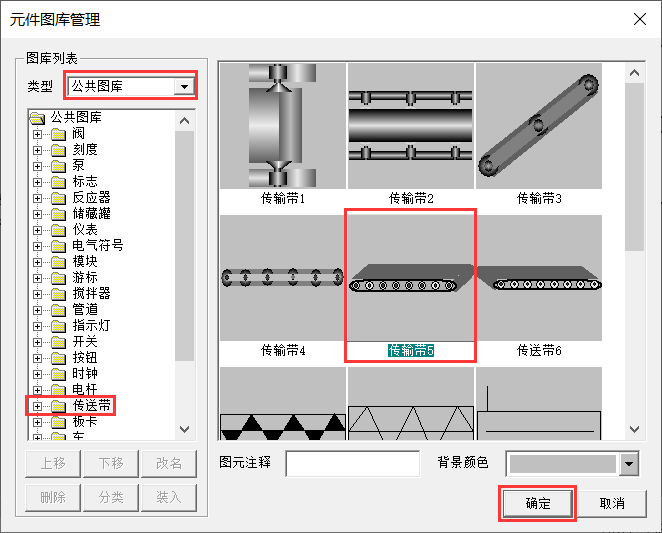 元件图库管理
图库列表
类型
公共图库
公共图库
阀
刻度
泵
标志
反应器
储藏罐
仪表
电气符号
模块
游标
搅拌器
管道
指示灯
开关
按钮
时钟
电杆
传送带
板卡
车
上移 下移 改名
删除 分类 装入
传输带1 传输带2 传输带3
传输带4 传输带5 传送带6
图元注释 背景颜色
确定 取消